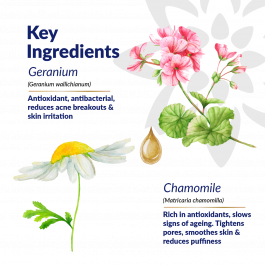 Key
Ingredients
Geranium
(Geranium wallichianum)
Antioxidant, antibacterial,
reduces acne breakouts &
skin irritation
Chamomile
(Matricaria chamomilla)
Rich in antioxidants, slows
signs of ageing. Tightens
pores, smoothes skin &
reduces puffiness